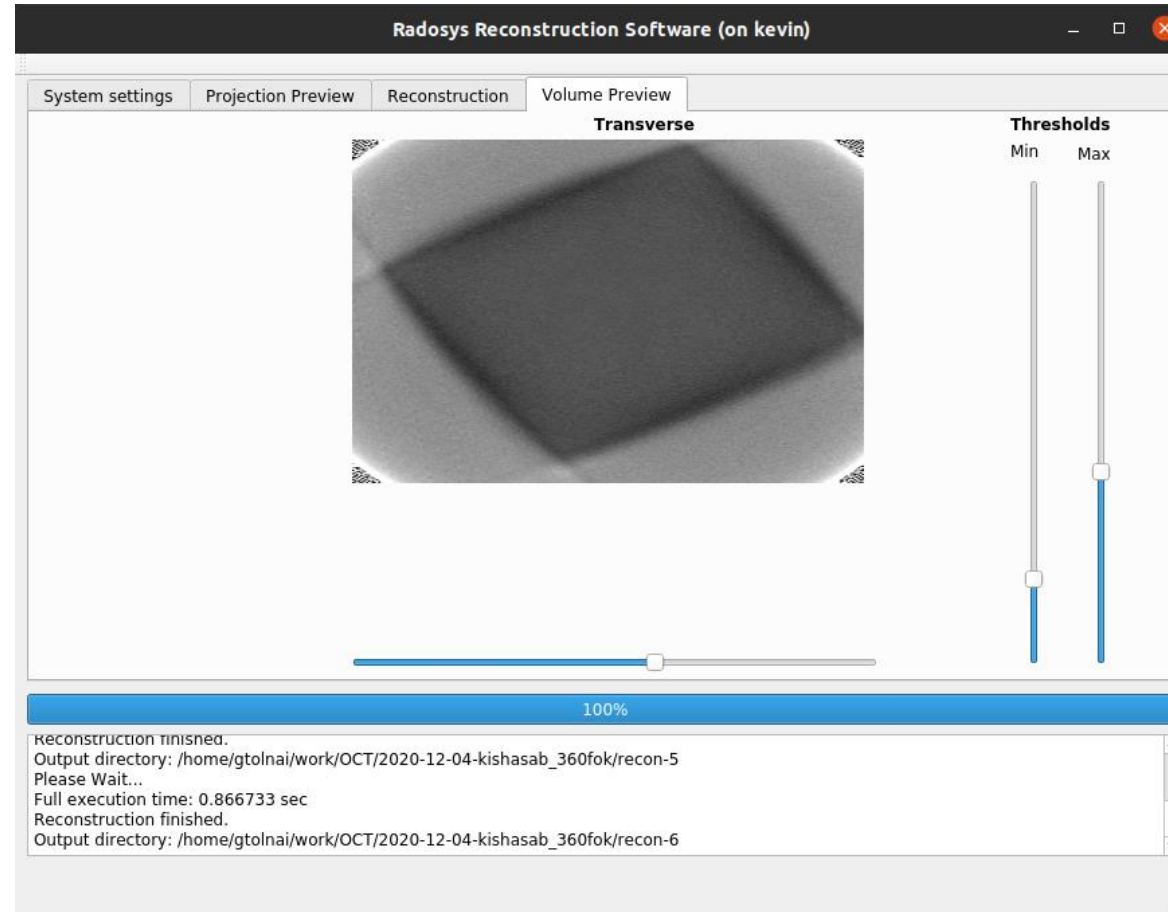 Radosys Reconstruction Software (on kevin)
System settings
Projection Preview
Reconstruction
Volume Preview
Transverse
Thresholds
Min
Max
100%
Reconstruction finished.
Output directory: /home/gtolnai/work/OCT/2020-12-04-kishasab_360fok/recon-5
Please Wait...
Full execution time: 0.866733 sec
Reconstruction finished.
Output directory: /home/gtolnai/work/OCT/2020-12-04-kishasab_360fok/recon-6